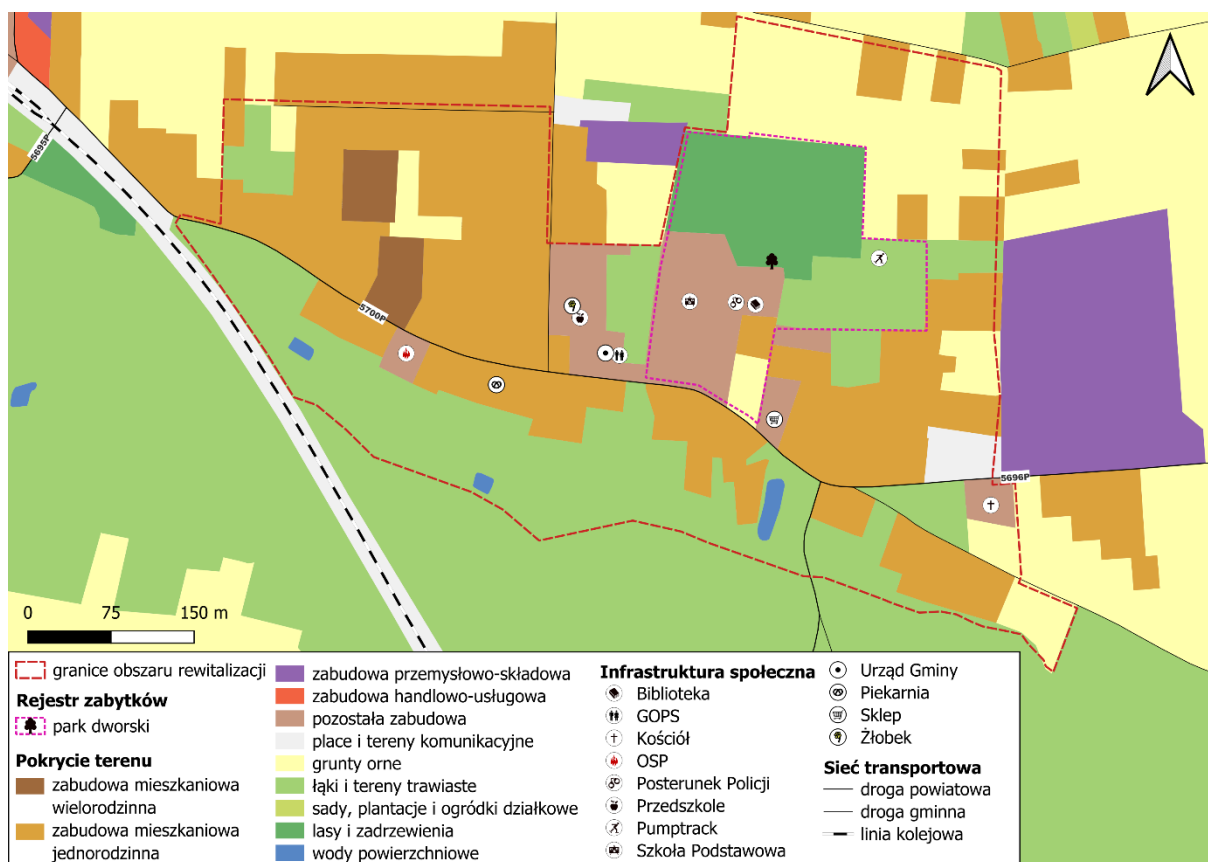 5695P
5700P
5696P
0 75 150 m
granice obszaru rewitalizacji
Rejestr zabytków
park dworski
Pokrycie terenu
zabudowa mieszkaniowa
wielorodzinna
zabudowa mieszkaniowa
jednorodzinna
zabudowa przemysłowo-składowa
zabudowa handlowo-usługowa
pozostała zabudowa
place i tereny komunikacyjne
grunty orne
łąki i tereny trawiaste
sady, plantacje i ogródki działkowe
lasy i zadrzewienia
wody powierzchniowe
Infrastruktura społeczna
Biblioteka
GOPS
Kościół
OSP
Posterunek Policji
Przedszkole
Pumptrack
Szkoła Podstawowa
Urząd Gminy
Piekarnia
Sklep
Żłobek
Sieć transportowa
droga powiatowa
droga gminna
linia kolejowa